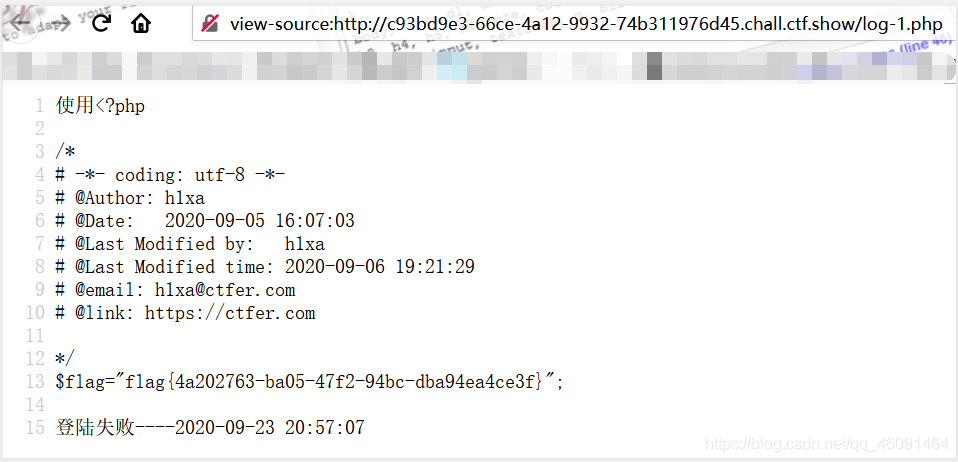 view-source:http://c93bd9e3-66ce-4a12-9932-74b311976d45.chall.ctf.show/log-1.php
1 使用<?php
2
3 /*
4 # -*- coding: utf-8 -*-
5 # @Author: hlxa
6 # @Date:   2020-09-05 16:07:03
7 # @Last Modified by:   hlxa
8 # @Last Modified time: 2020-09-06 19:21:29
9 # @email: hlxa@ctfer.com
10 # @link: https://ctfer.com
11
12 */
13 $flag="flag{4a202763-ba05-47f2-94bc-dba94ea4ce3f}";
14
15 登陆失败----2020-09-23 20:57:07
https://blog.csdn.net/qq_46091464